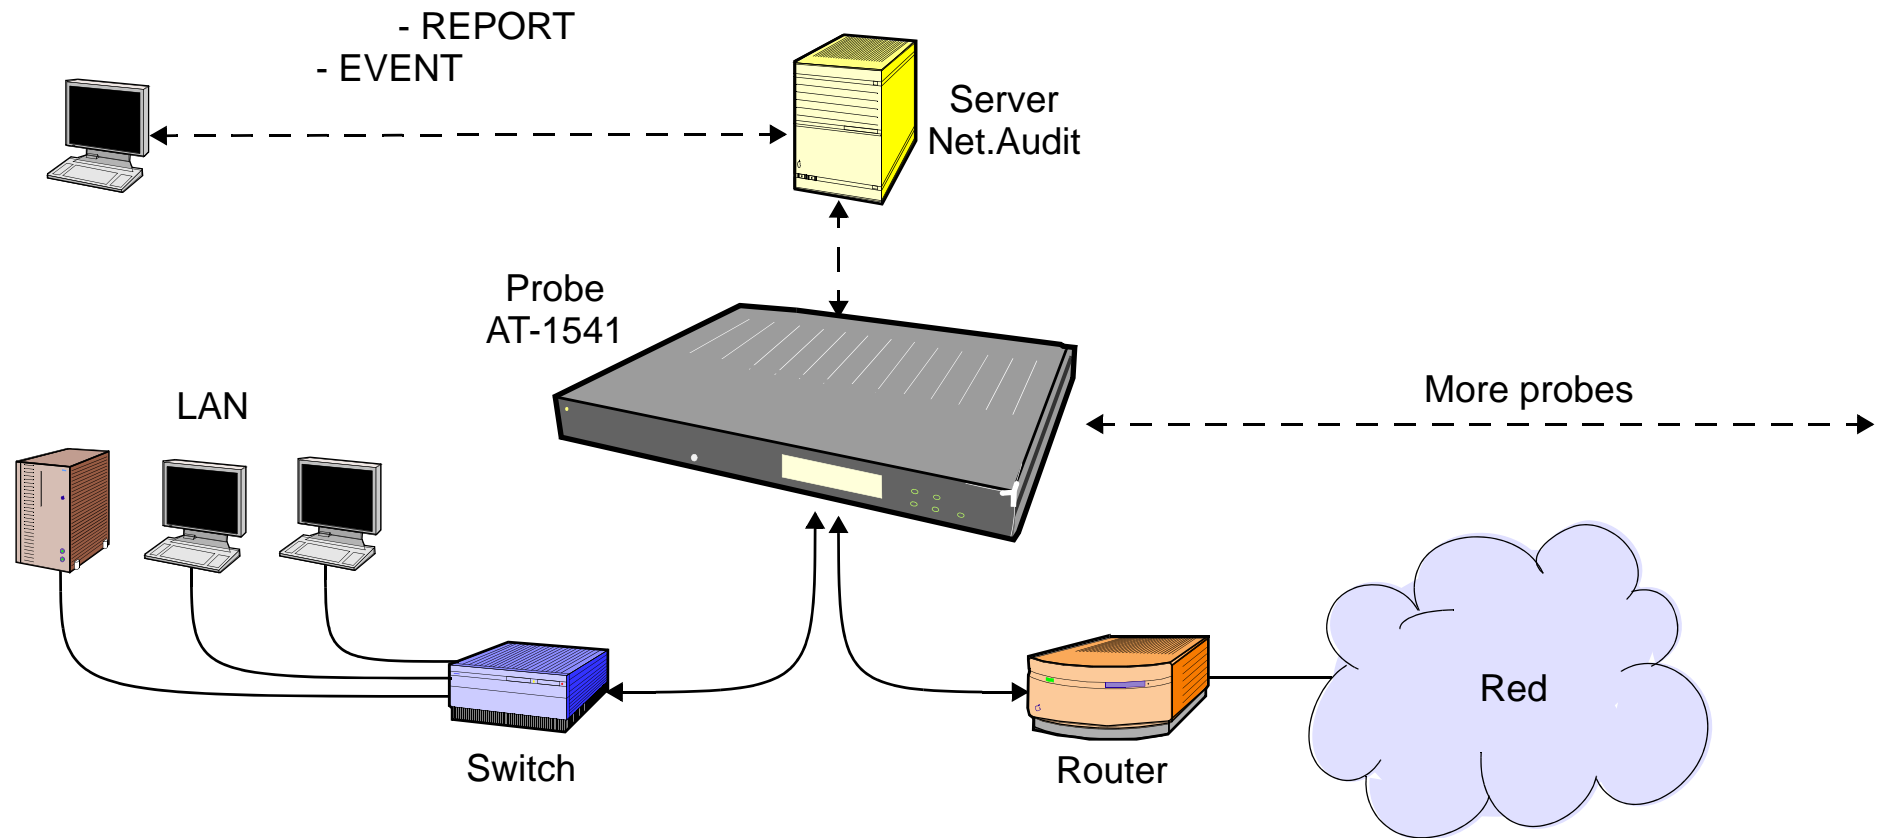 - REPORT
- EVENT
Server
Net.Audit
Probe
AT-1541
More probes
LAN
Red
Switch
Router